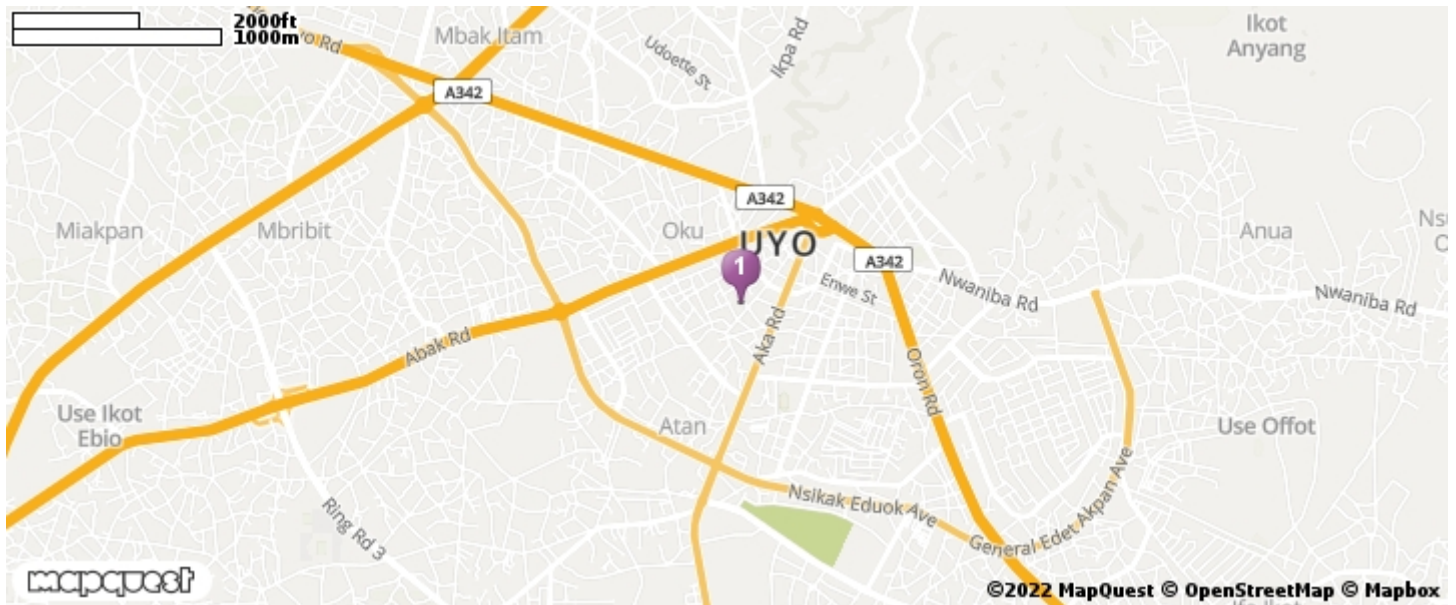 2000ft
1000m
Mbak Itam
Udoette St
Ikpa Rd
Ikot
Anyang
A342
A342
Miakpan
Mbribit
Oku
UYO
Anua
1
A342
Enwe St
Nwaniba Rd
Nwaniba Rd
Abak Rd
Aka Rd
Oron Rd
Use Ikot
Ebio
Atan
Use Offot
Ring Rd 3
Nsikak Eduok Ave
General Edet Akpan Ave
mapquest
©2022 MapQuest © OpenStreetMap © Mapbox